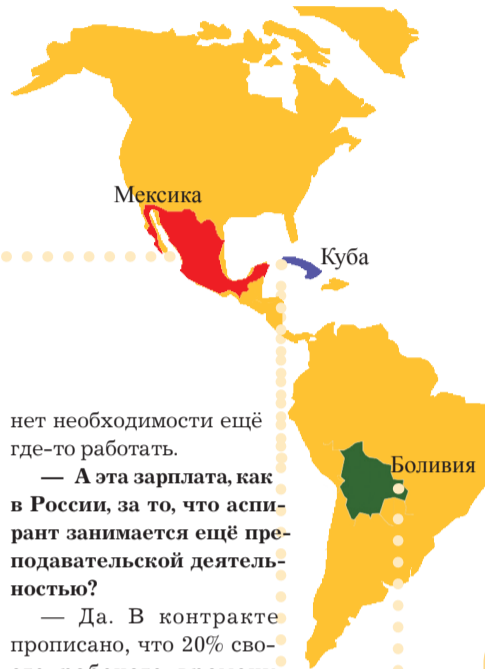 Мексика
Куба
Боливия
нет необходимости ещё
где-то работать.
— А эта зарплата, как
в России, за то, что аспи-
рант занимается ещё пре-
подавательской деятель-
ностью?
— Да. В контракте
прописано, что 20% сво-